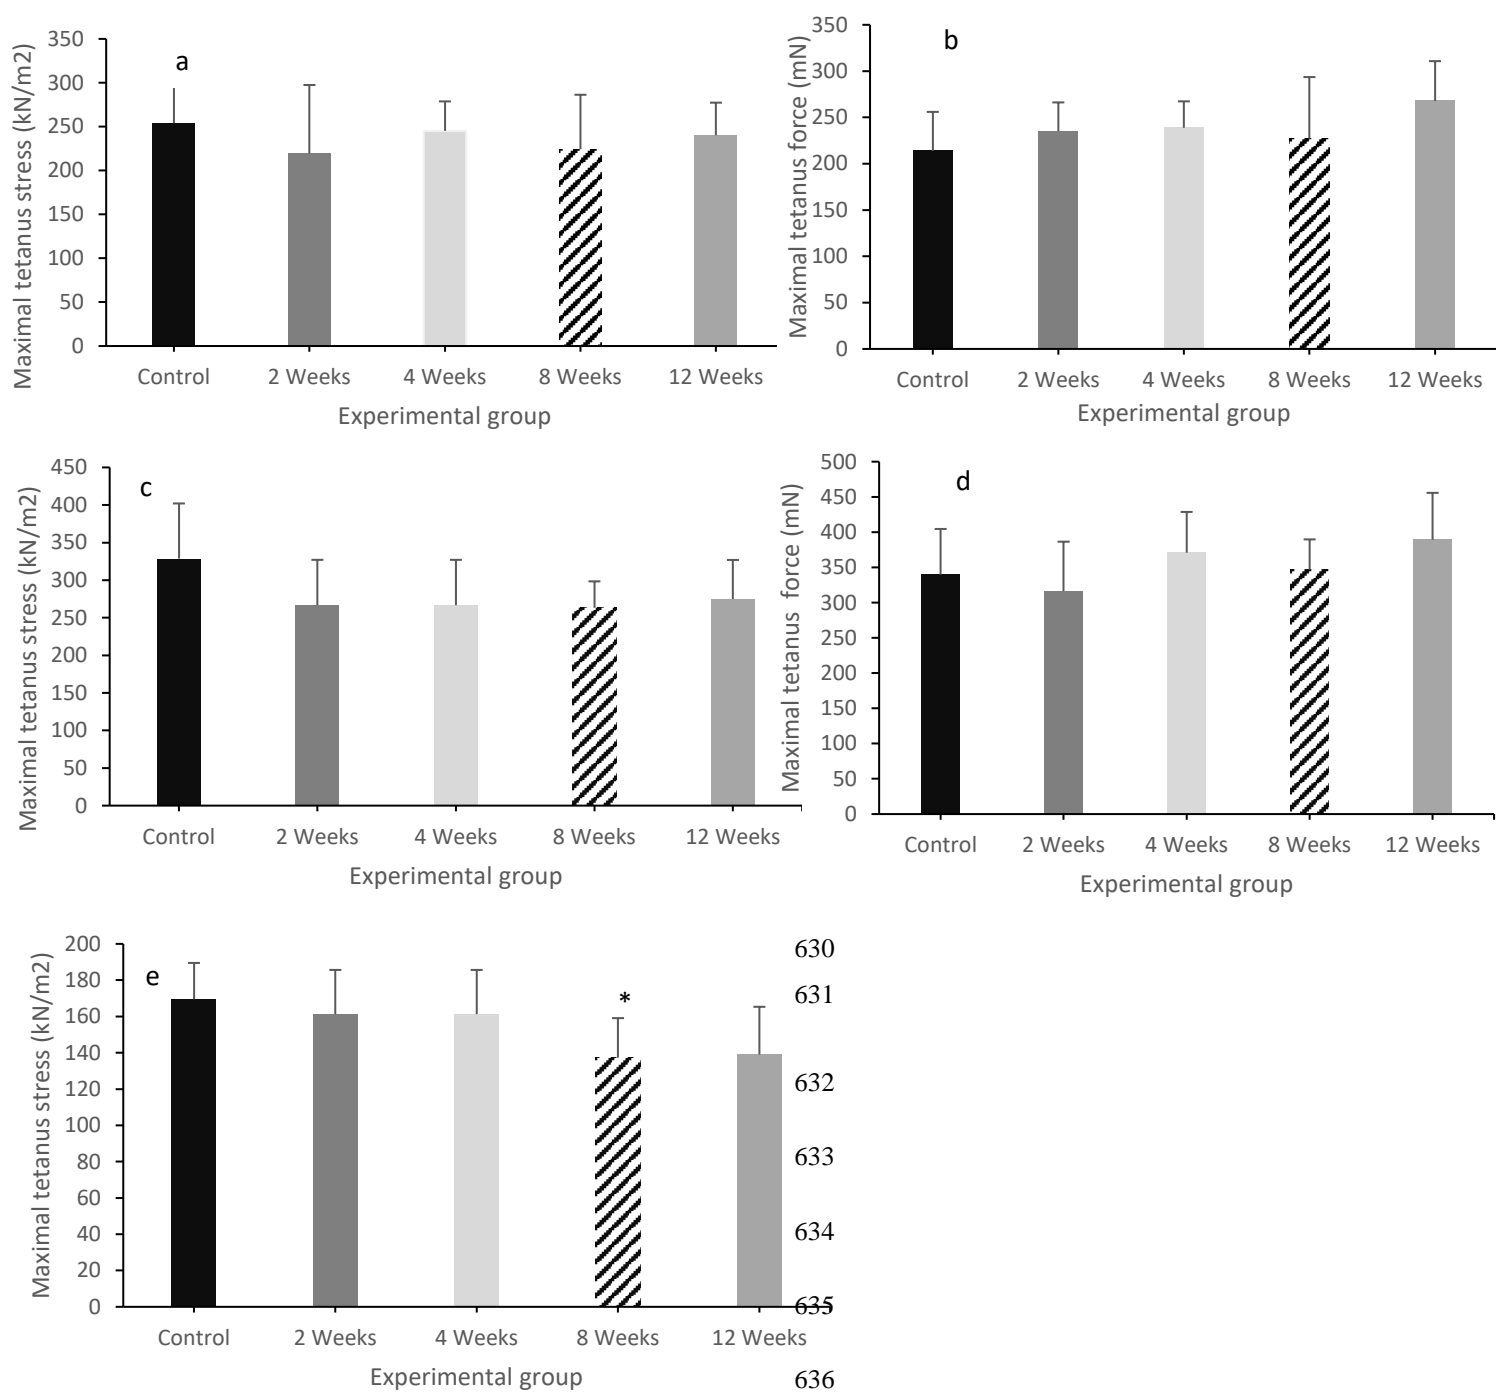 a
Maximal tetanus stress (kN/m2)
350
300
250
200
150
100
50
0
Control 2 Weeks 4 Weeks 8 Weeks 12 Weeks
Experimental group
b
Maximal tetanus force (mN)
350
300
250
200
150
100
50
0
Control 2 Weeks 4 Weeks 8 Weeks 12 Weeks
Experimental group
c
Maximal tetanus stress (kN/m2)
450
400
350
300
250
200
150
100
50
0
Control 2 Weeks 4 Weeks 8 Weeks 12 Weeks
Experimental group
d
Maximal tetanus force (mN)
500
450
400
350
300
250
200
150
100
50
0
Control 2 Weeks 4 Weeks 8 Weeks 12 Weeks
Experimental group
e
Maximal tetanus stress (kN/m2)
200
180
160
140
120
100
80
60
40
20
0
*
Control 2 Weeks 4 Weeks 8 Weeks 12 Weeks
Experimental group
630
631
632
633
634
635
636